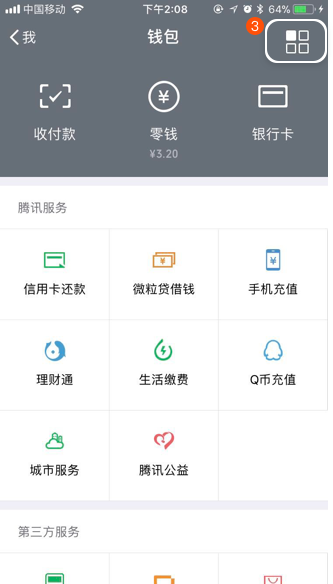 中国移动 下午2:08 64%
我 钱包 3
收付款 零钱 银行卡
¥3.20
腾讯服务
信用卡还款 微粒贷借钱 手机充值
理财通 生活缴费 Q币充值
城市服务 腾讯公益
第三方服务